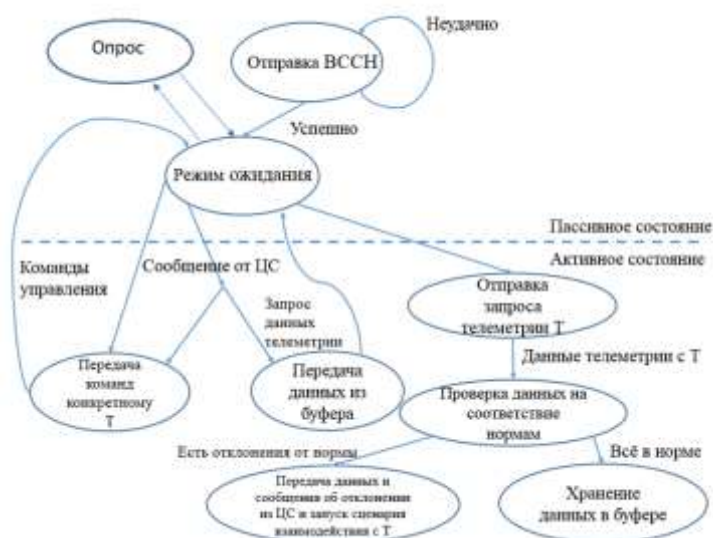 Неудачно
Опрос
Отправка ВССН
Успешно
Режим ожидания
Пассивное состояние
Активное состояние
Команды
управления
Сообщение от ЦС
Отправка
запроса
телеметрии Т
Запрос
данных
телеметрии
Данные телеметрии с Т
Передача
команд
конкретному
Т
Передача
данных из
буфера
Проверка данных на
соответствие
нормам
Есть отклонения от нормы
Всё в норме
Передача данных и
сообщения об отклонении
из ЦС и запуск сценария
взаимодействия с Т
Хранение
данных в буфере